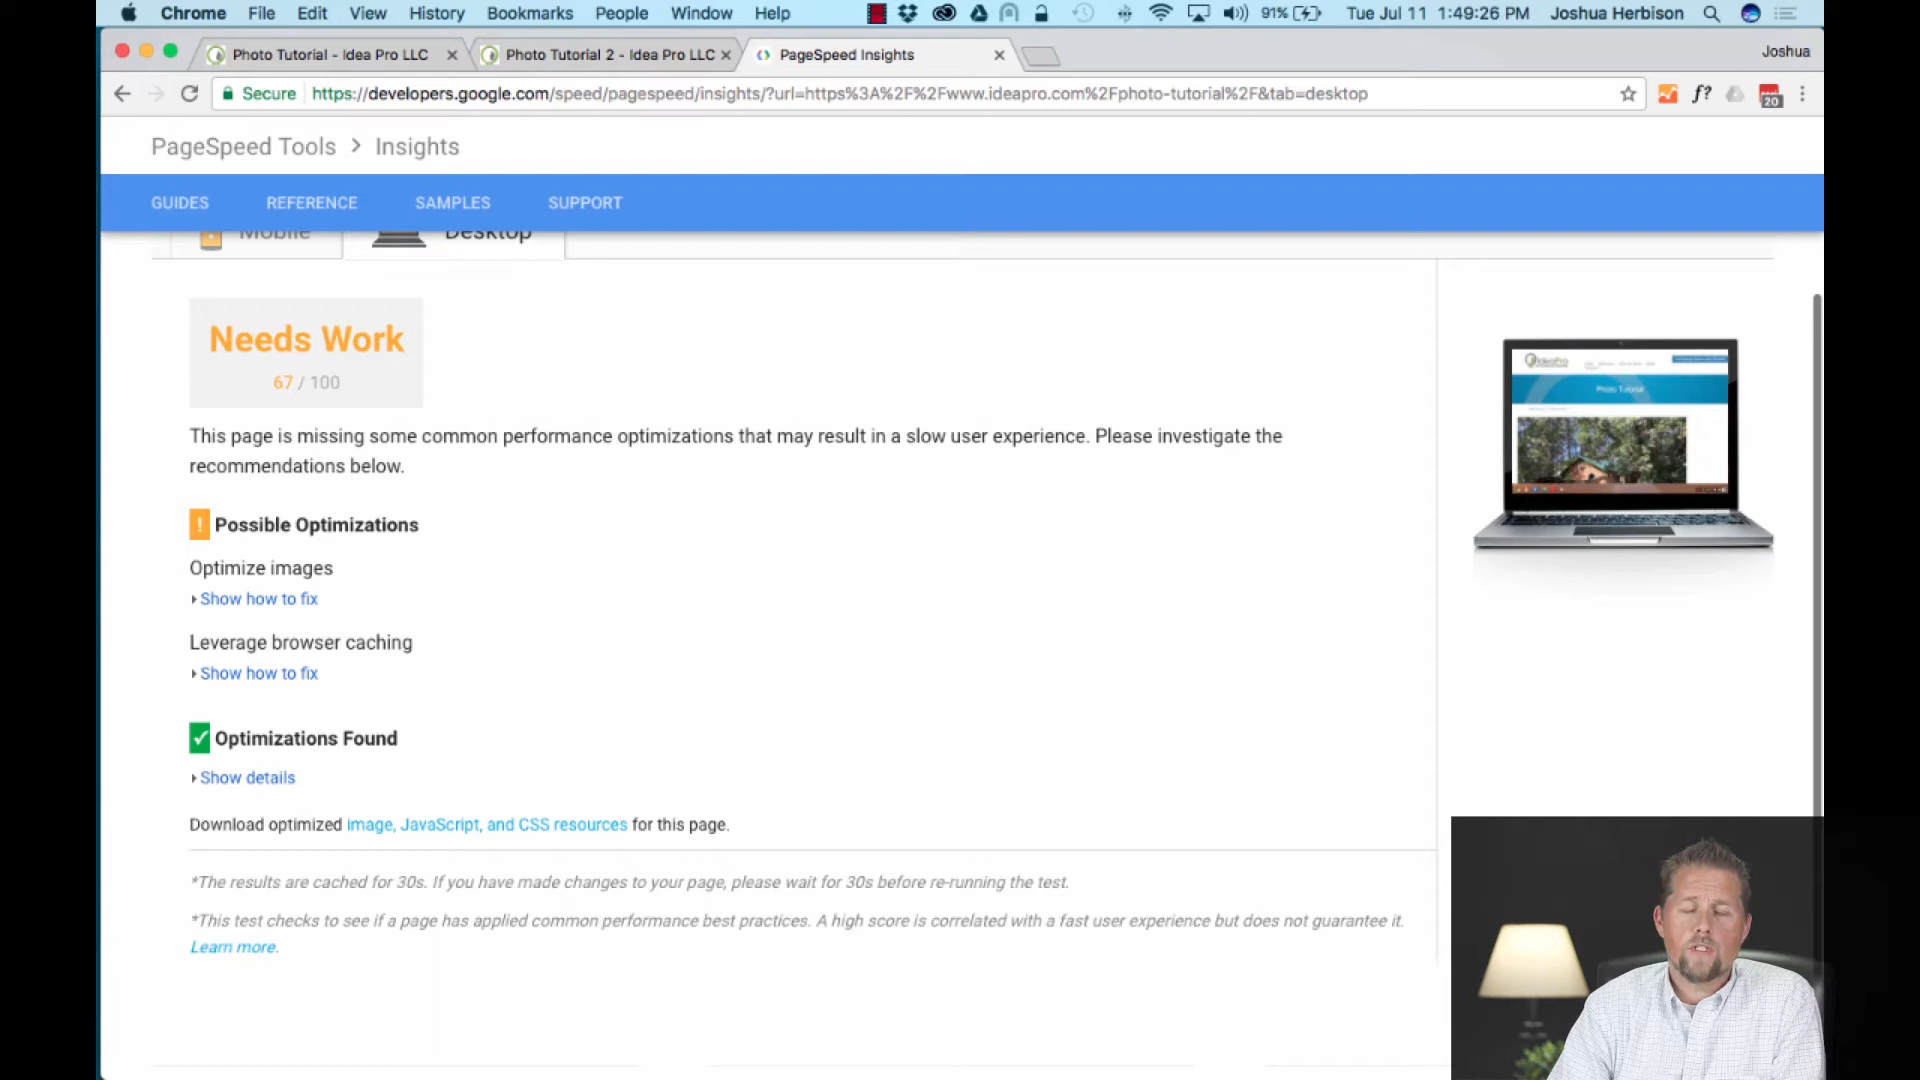 Chrome File Edit View History Bookmarks People Window Help 91% Tue Jul 11 1:49:26 PM Joshua Herbison
Photo Tutorial - Idea Pro LLC Photo Tutorial 2 - Idea Pro LLC PageSpeed Insights Joshua
Secure https://developers.google.com/speed/pagespeed/insights/?url=https%3A%2F%2Fwww.ideapro.com%2Fphoto-tutorial%2F&tab=desktop f? 20
PageSpeed Tools > Insights
GUIDES REFERENCE SAMPLES SUPPORT
Mobile Desktop
Needs Work
67 / 100
This page is missing some common performance optimizations that may result in a slow user experience. Please investigate the
recommendations below.
! Possible Optimizations
Optimize images
Show how to fix
Leverage browser caching
Show how to fix
Optimizations Found
Show details
Download optimized image, JavaScript, and CSS resources for this page.
*The results are cached for 30s. If you have made changes to your page, please wait for 30s before re-running the test.
*This test checks to see if a page has applied common performance best practices. A high score is correlated with a fast user experience but does not guarantee it.
Learn more.
IdeaPro
Photo Tutorial